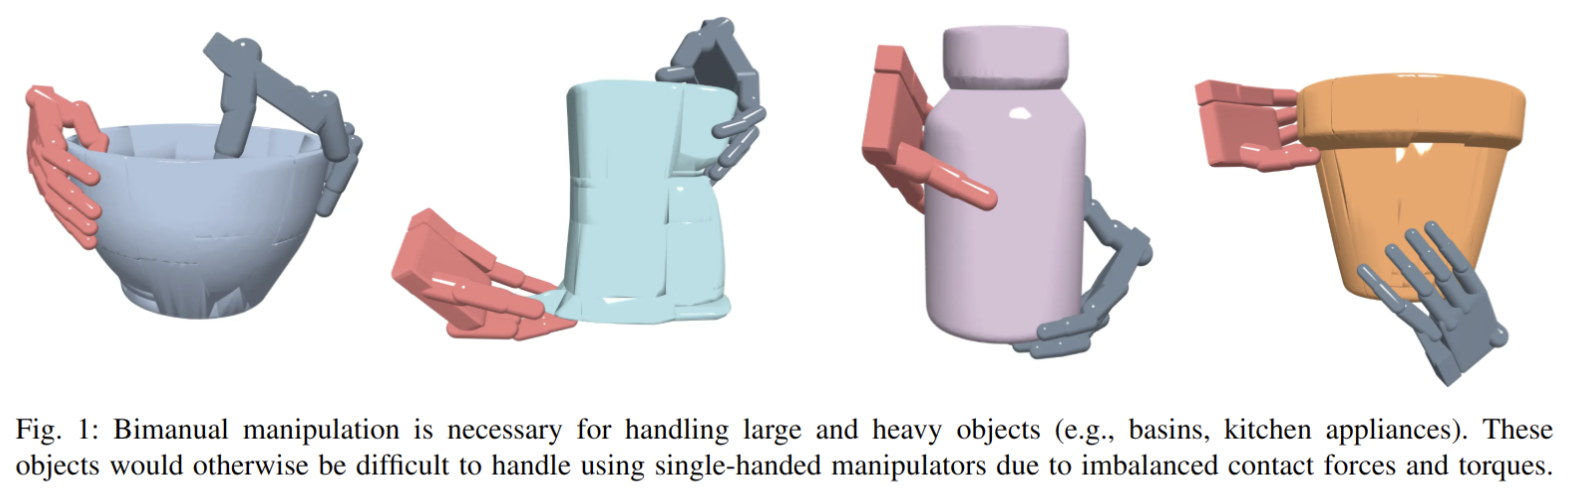 Fig. 1: Bimanual manipulation is necessary for handling large and heavy objects (e.g., basins, kitchen appliances). These
objects would otherwise be difficult to handle using single-handed manipulators due to imbalanced contact forces and torques.